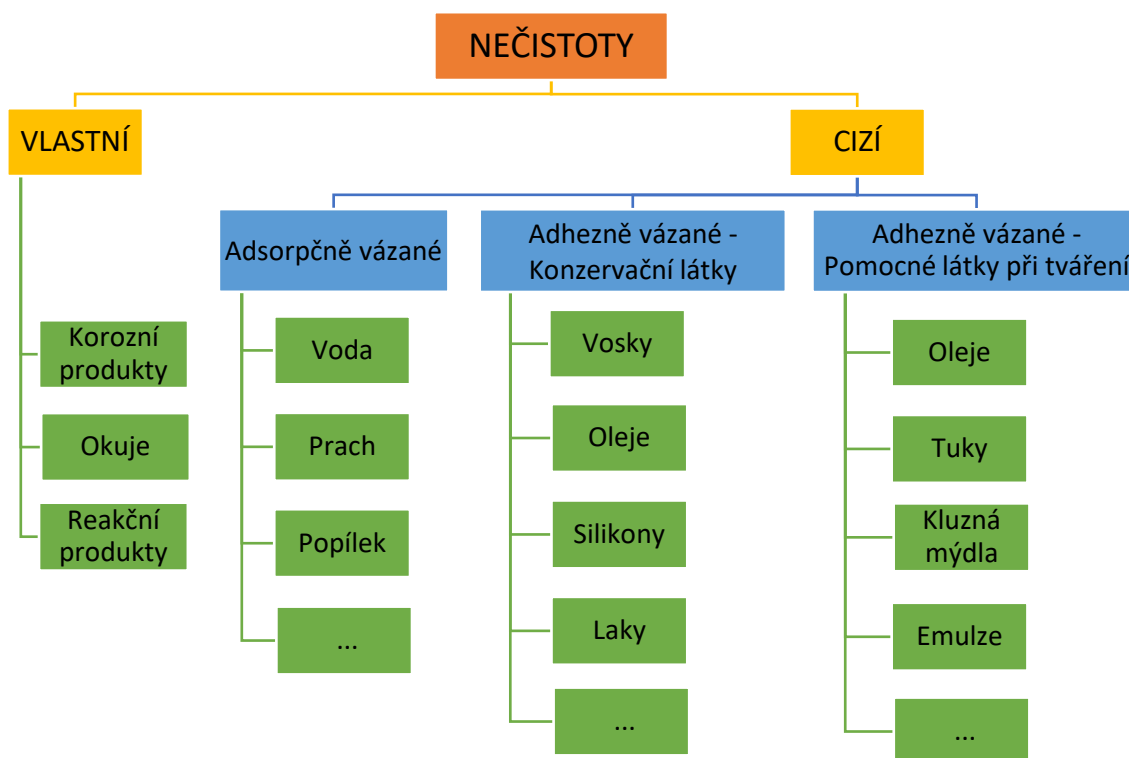 NEČISTOTY
VLASTNÍ
CIZÍ
Adsorpčně vázané
Adhezně vázané -
Konzervační látky
Adhezně vázané -
Pomocné látky při tváření
Korozní
produkty
Okuje
Reakční
produkty
Voda
Prach
Popílek
...
Vosky
Oleje
Silikony
Laky
...
Oleje
Tuky
Kluzná
mýdla
Emulze
...